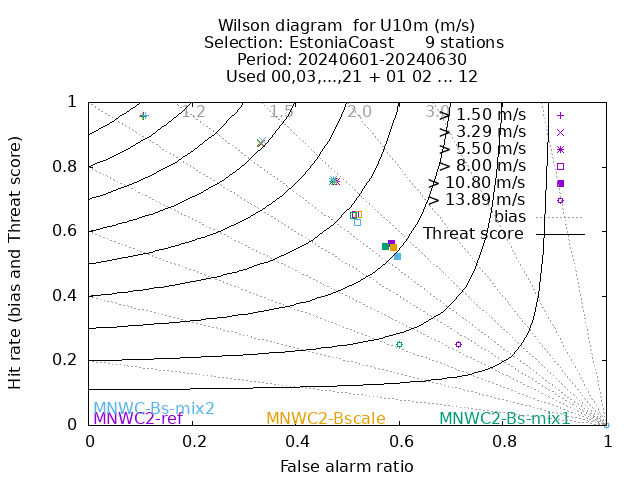 Wilson diagram  for U10m (m/s)
Selection: EstoniaCoast      9 stations
Period: 20240601-20240630
Used 00,03,...,21 + 01 02 ... 12
1.2 1.5 2.0 3.0
> 1.50 m/s
> 3.29 m/s
> 5.50 m/s
> 8.00 m/s
> 10.80 m/s
> 13.89 m/s
bias
Threat score
1
0.8
0.6
0.4
0.2
0
Hit rate (bias and Threat score)
MNWC-Bs-mix2
MNWC2-ref MNWC2-Bscale MNWC2-Bs-mix1
0 0.2 0.4 0.6 0.8 1
False alarm ratio